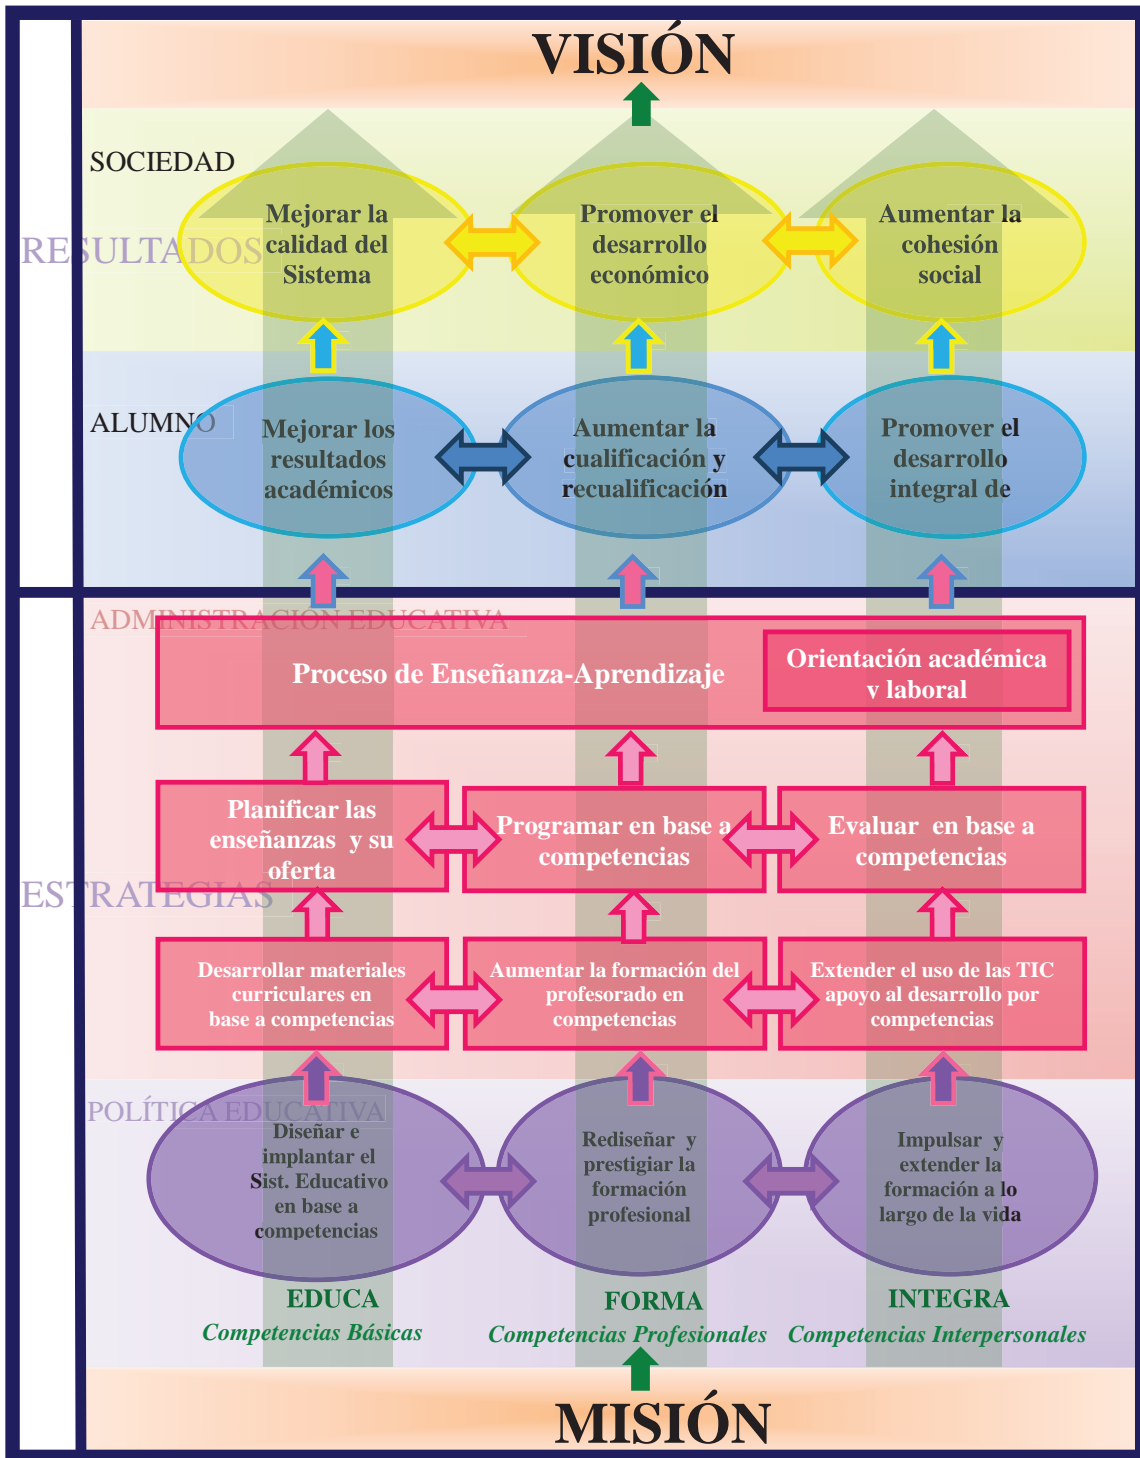 VISIÓN
SOCIEDAD
RESULTADOS
Mejorar la
calidad del
Sistema
Promover el
desarrollo
económico
Aumentar la
cohesión
social
ALUMNO
Mejorar los
resultados
académicos
Aumentar la
cualificación y
recualificación
Promover el
desarrollo
integral de
ADMINISTRACIÓN EDUCATIVA
Proceso de Enseñanza-Aprendizaje
Orientación académica
y laboral
ESTRATEGIAS
Planificar las
enseñanzas y su
oferta
Programar en base a
competencias
Evaluar en base a
competencias
Desarrollar materiales
curriculares en
base a competencias
Aumentar la formación del
profesorado en
competencias
Extender el uso de las TIC
apoyo al desarrollo por
competencias
POLÍTICA EDUCATIVA
Diseñar e
implantar el
Sist. Educativo
en base a
competencias
Rediseñar y
prestigiar la
formación
profesional
Impulsar y
extender la
formación a lo
largo de la vida
EDUCA
Competencias Básicas
FORMA
Competencias Profesionales
INTEGRA
Competencias Interpersonales
MISIÓN